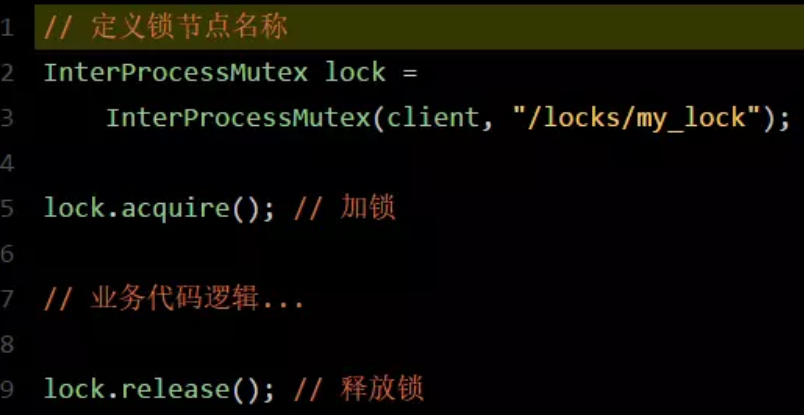 1 // 定义锁节点名称
2 InterProcessMutex lock =
3     InterProcessMutex(client, "/locks/my_lock");
4
5 lock.acquire(); // 加锁
6
7 // 业务代码逻辑...
8
9 lock.release(); // 释放锁